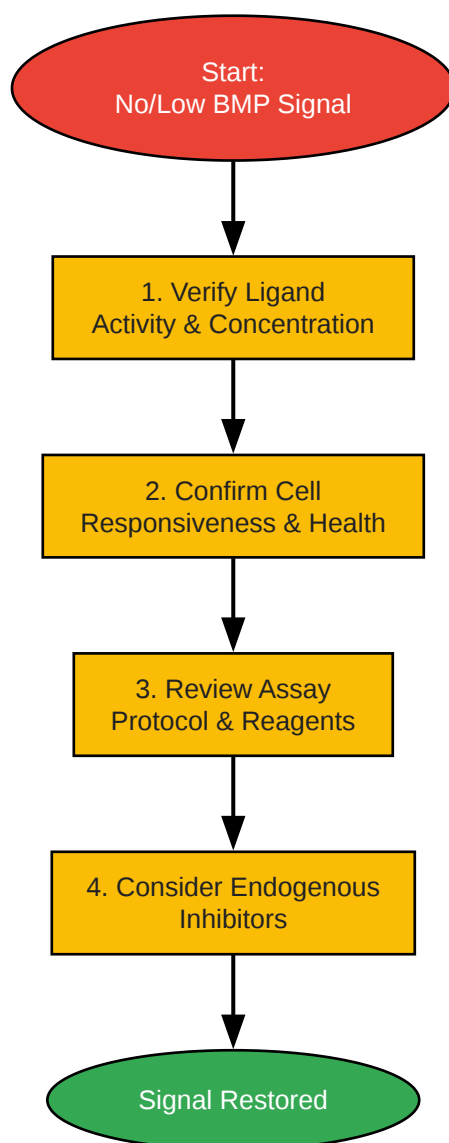 Start:
No/Low BMP Signal
1. Verify Ligand
Activity & Concentration
2. Confirm Cell
Responsiveness & Health
3. Review Assay
Protocol & Reagents
4. Consider Endogenous
Inhibitors
Signal Restored